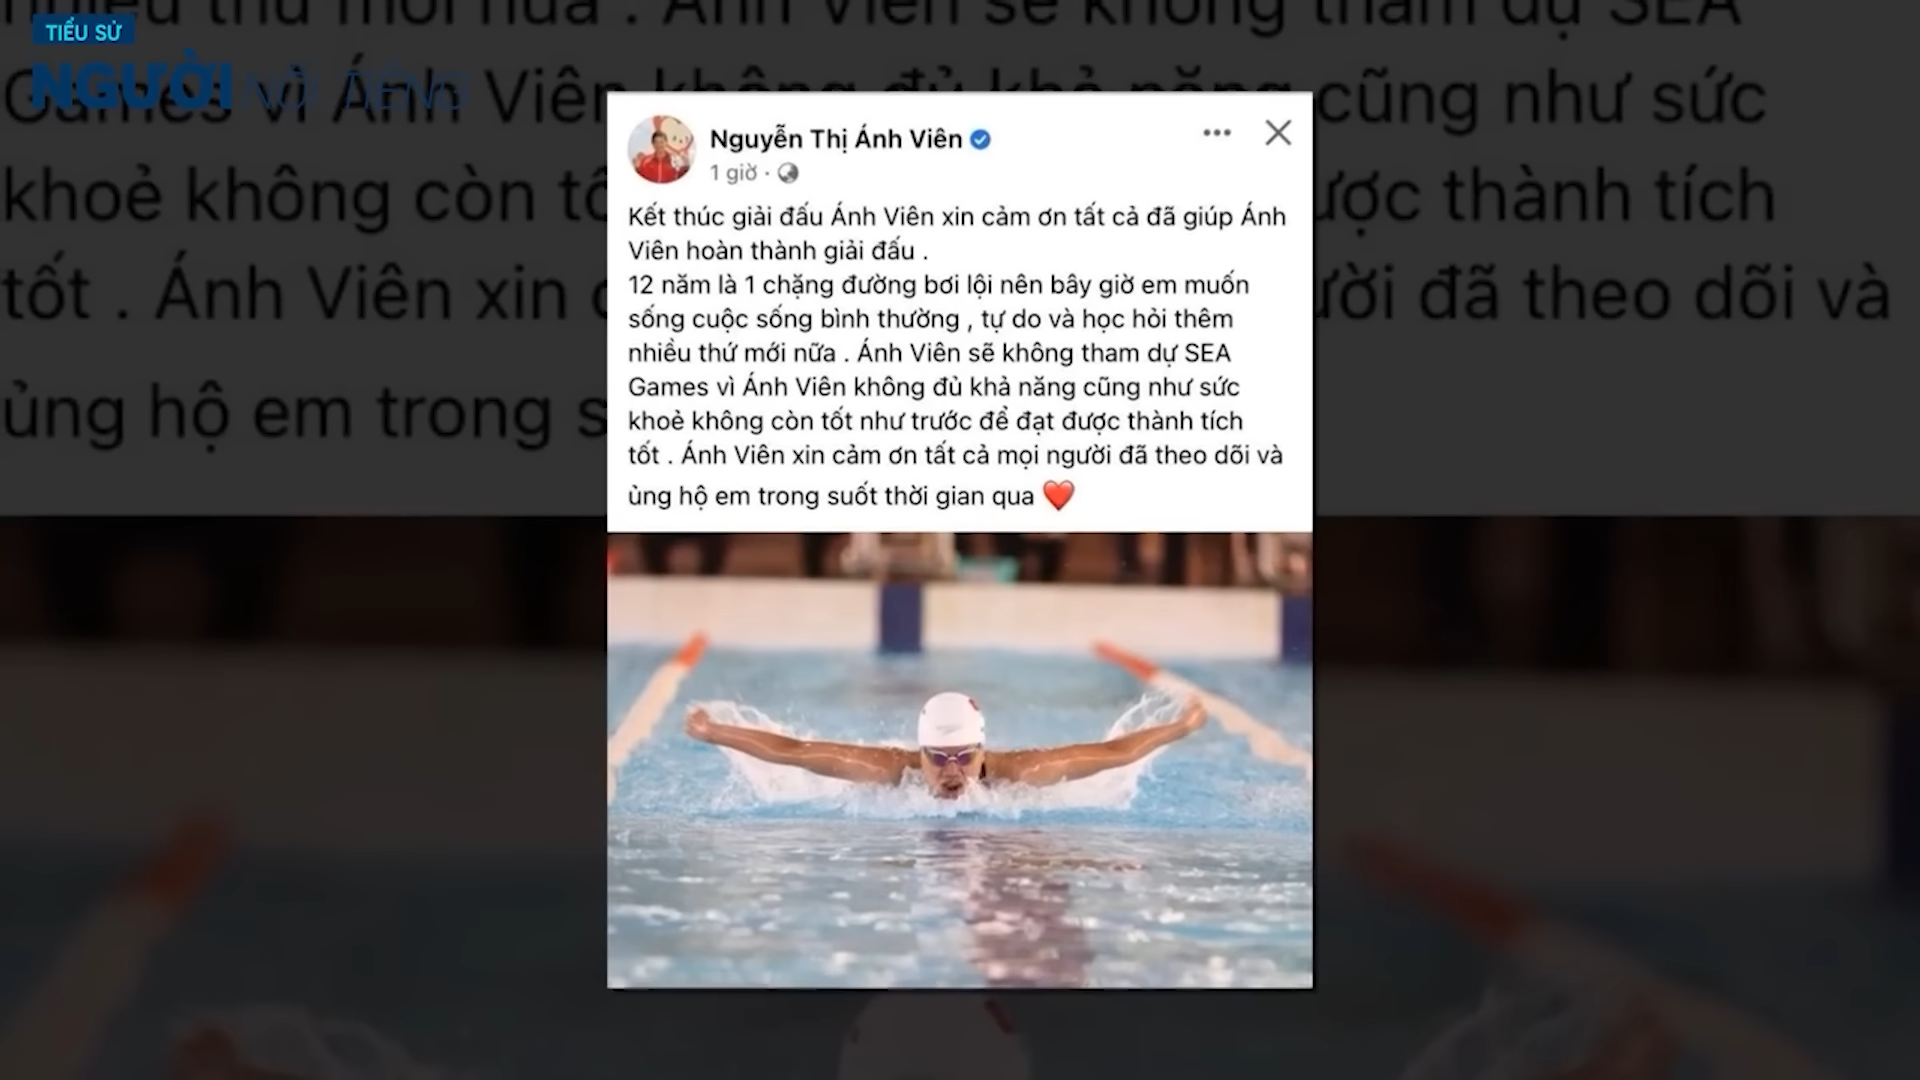 TIỂU SỬ
NGƯỜI NỔI TIẾNG
Nguyễn Thị Ánh Viên
1 giờ ·
Kết thúc giải đấu Ánh Viên xin cảm ơn tất cả đã giúp Ánh
Viên hoàn thành giải đấu .
12 năm là 1 chặng đường bơi lội nên bây giờ em muốn
sống cuộc sống bình thường , tự do và học hỏi thêm
nhiều thứ mới nữa . Ánh Viên sẽ không tham dự SEA
Games vì Ánh Viên không đủ khả năng cũng như sức
khoẻ không còn tốt như trước để đạt được thành tích
tốt . Ánh Viên xin cảm ơn tất cả mọi người đã theo dõi và
ủng hộ em trong suốt thời gian qua ❤️